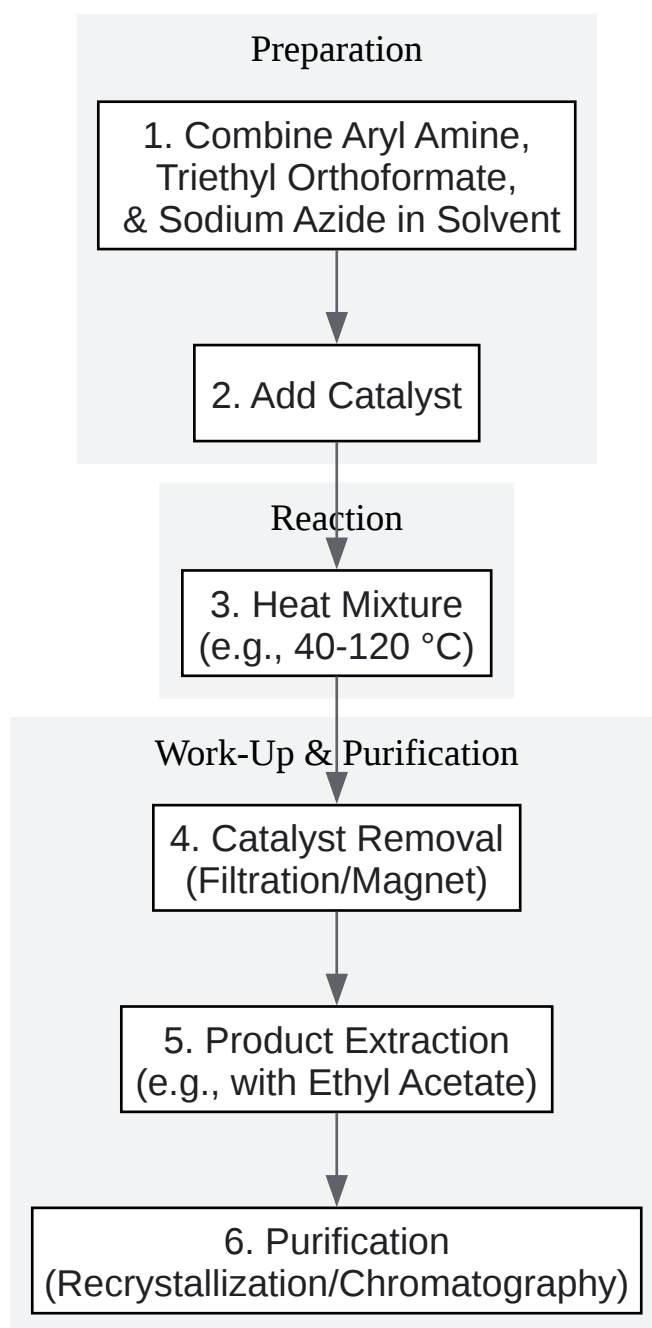 Preparation
1. Combine Aryl Amine,
Triethyl Orthoformate,
& Sodium Azide in Solvent
2. Add Catalyst
Reaction
3. Heat Mixture
(e.g., 40-120 °C)
Work-Up & Purification
4. Catalyst Removal
(Filtration/Magnet)
5. Product Extraction
(e.g., with Ethyl Acetate)
6. Purification
(Recrystallization/Chromatography)